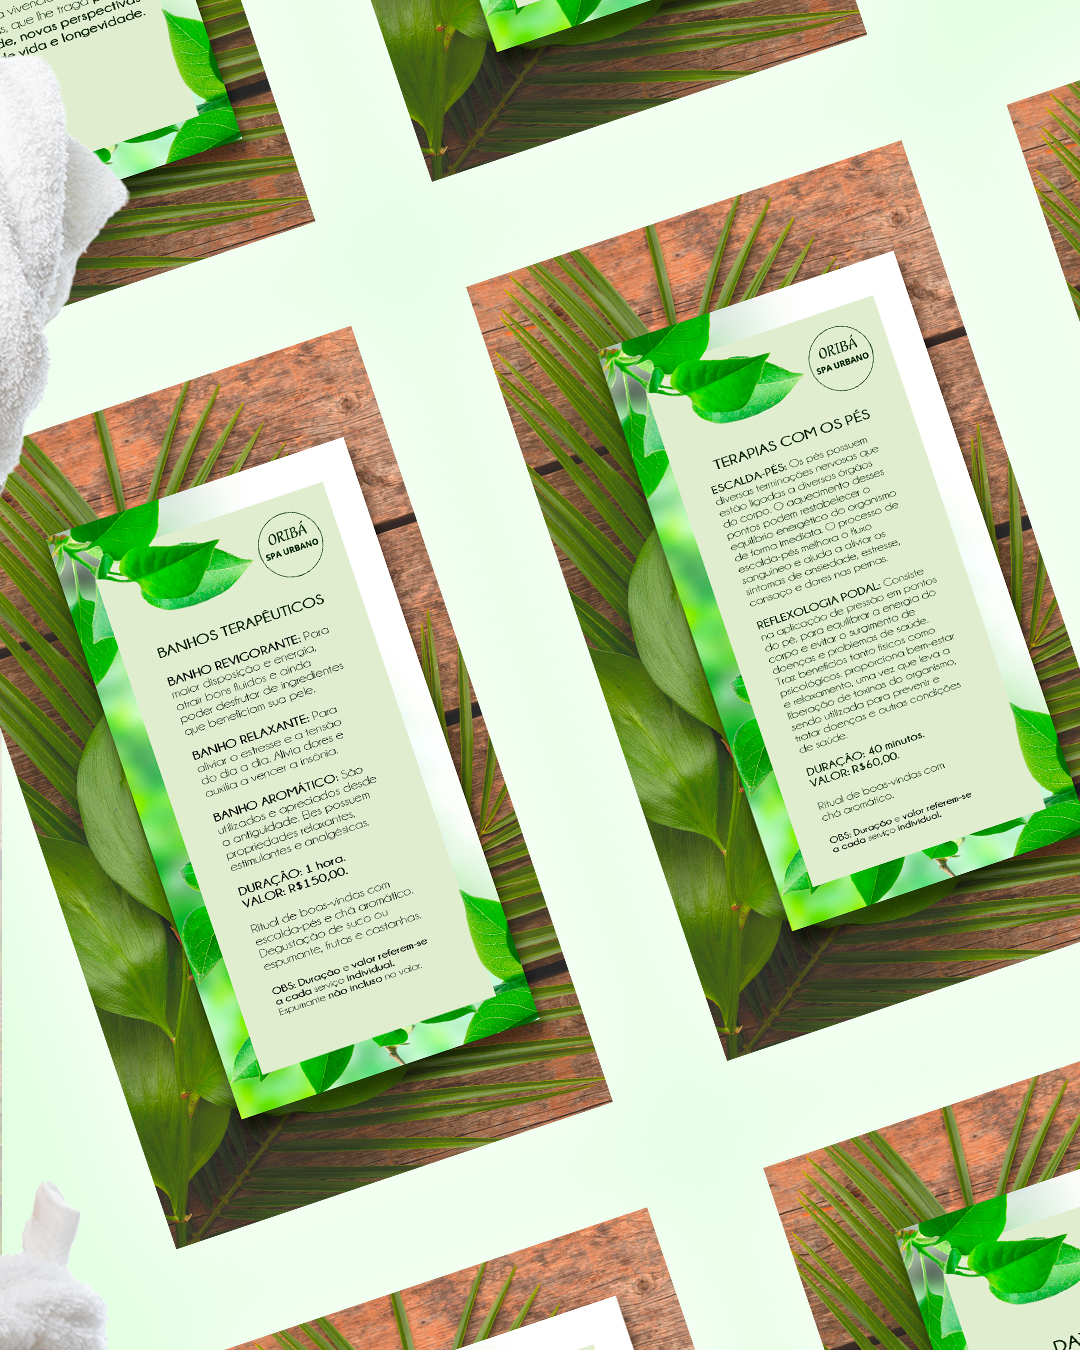 a vivência
s, que lhe traga
de, novas perspectivas
de vida e longevidade.
ORIBÁ
SPA URBANO
BANHOS TERAPÊUTICOS
BANHO REVIGORANTE: Para
maior disposição e energia,
atrair bons fluidos e ainda
poder desfrutar de ingredientes
que beneficiam sua pele.
BANHO RELAXANTE: Para
aliviar o estresse e a tensão
do dia a dia. Alivia dores e
auxilia a vencer a insônia.
BANHO AROMÁTICO: São
utilizados e apreciados desde
a antiguidade. Eles possuem
propriedades relaxantes,
estimulantes e analgésicas.
DURAÇÃO: 1 hora.
VALOR: R$150,00.
Ritual de boas-vindas com
escalda-pés e chá aromático.
Degustação de suco ou
espumante, frutas e castanhas.
OBS: Duração e valor referem-se
a cada serviço individual.
Espumante não incluso no valor.
ORIBÁ
SPA URBANO
TERAPIAS COM OS PÉS
ESCALDA-PÉS: Os pés possuem
diversas terminações nervosas que
estão ligadas a diversos órgãos
do corpo. O aquecimento desses
pontos podem restabelecer o
equilíbrio energético do organismo
de forma imediata. O processo de
escalda-pés melhora o fluxo
sanguíneo e ajuda a aliviar os
sintomas de ansiedade, estresse,
cansaço e dores nas pernas.
REFLEXOLOGIA PODAL: Consiste
na aplicação de pressão em pontos
do pé, para equilibrar a energia do
corpo e evitar o surgimento de
doenças e problemas de saúde.
Traz benefícios tanto físicos como
psicológicos, proporciona bem-estar
e relaxamento, uma vez que leva a
liberação de toxinas do organismo,
sendo utilizada para prevenir e
tratar doenças e outras condições
de saúde.
DURAÇÃO: 40 minutos.
VALOR: R$60,00.
Ritual de boas-vindas com
chá aromático.
OBS: Duração e valor referem-se
a cada serviço individual.